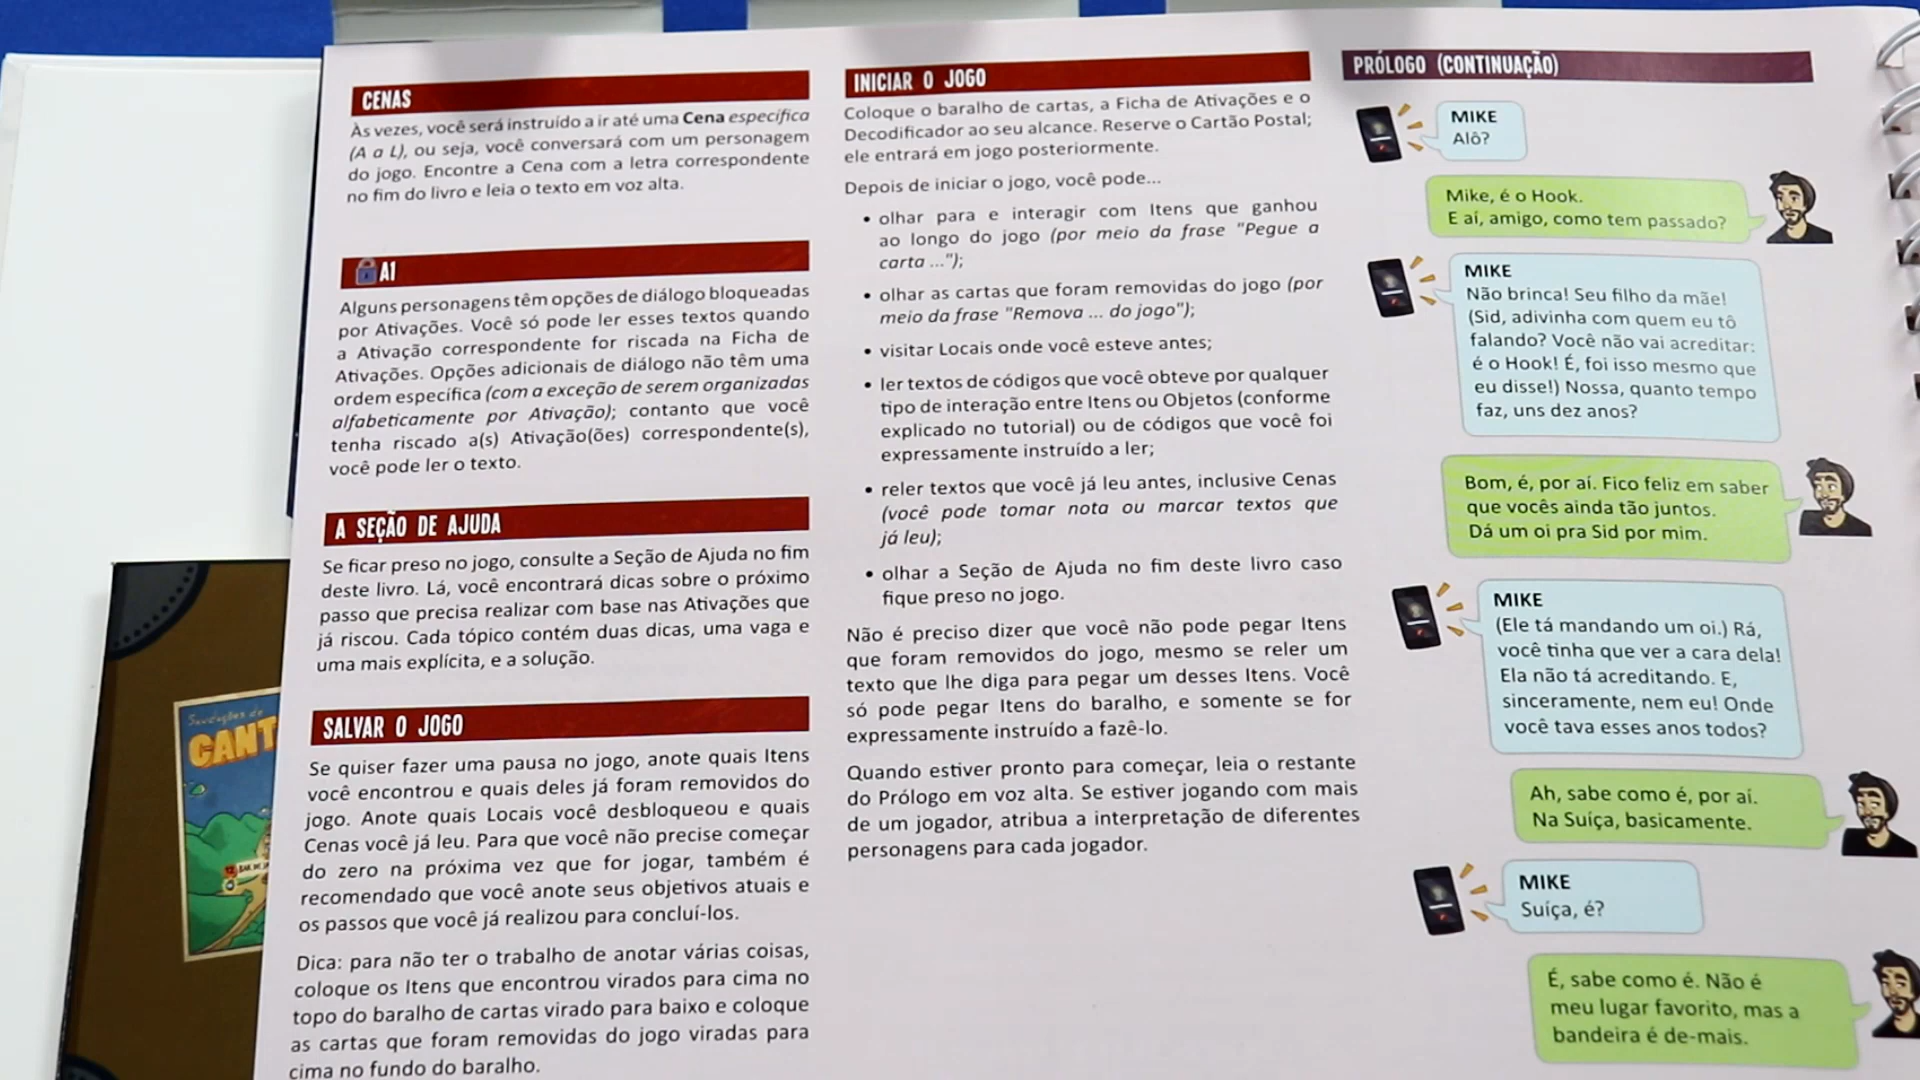 CENAS
Às vezes, você será instruído a ir até uma Cena específica
(A a L), ou seja, você conversará com um personagem
do jogo. Encontre a Cena com a letra correspondente
no fim do livro e leia o texto em voz alta.
A1
Alguns personagens têm opções de diálogo bloqueadas
por Ativações. Você só pode ler esses textos quando
a Ativação correspondente for riscada na Ficha de
Ativações. Opções adicionais de diálogo não têm uma
ordem específica (com a exceção de serem organizadas
alfabeticamente por Ativação); contanto que você
tenha riscado a(s) Ativação(ões) correspondente(s),
você pode ler o texto.
A SEÇÃO DE AJUDA
Se ficar preso no jogo, consulte a Seção de Ajuda no fim
deste livro. Lá, você encontrará dicas sobre o próximo
passo que precisa realizar com base nas Ativações que
já riscou. Cada tópico contém duas dicas, uma vaga e
uma mais explícita, e a solução.
SALVAR O JOGO
Se quiser fazer uma pausa no jogo, anote quais Itens
você encontrou e quais deles já foram removidos do
jogo. Anote quais Locais você desbloqueou e quais
Cenas você já leu. Para que você não precise começar
do zero na próxima vez que for jogar, também é
recomendado que você anote seus objetivos atuais e
os passos que você já realizou para concluí-los.
Dica: para não ter o trabalho de anotar várias coisas,
coloque os Itens que encontrou virados para cima no
topo do baralho de cartas virado para baixo e coloque
as cartas que foram removidas do jogo viradas para
cima no fundo do baralho.
INICIAR O JOGO
Coloque o baralho de cartas, a Ficha de Ativações e o
Decodificador ao seu alcance. Reserve o Cartão Postal;
ele entrará em jogo posteriormente.
Depois de iniciar o jogo, você pode...
• olhar para e interagir com Itens que ganhou
ao longo do jogo (por meio da frase "Pegue a
carta ...");
• olhar as cartas que foram removidas do jogo (por
meio da frase "Remova ... do jogo");
• visitar Locais onde você esteve antes;
• ler textos de códigos que você obteve por qualquer
tipo de interação entre Itens ou Objetos (conforme
explicado no tutorial) ou de códigos que você foi
expressamente instruído a ler;
• reler textos que você já leu antes, inclusive Cenas
(você pode tomar nota ou marcar textos que
já leu);
• olhar a Seção de Ajuda no fim deste livro caso
fique preso no jogo.
Não é preciso dizer que você não pode pegar Itens
que foram removidos do jogo, mesmo se reler um
texto que lhe diga para pegar um desses Itens. Você
só pode pegar Itens do baralho, e somente se for
expressamente instruído a fazê-lo.
Quando estiver pronto para começar, leia o restante
do Prólogo em voz alta. Se estiver jogando com mais
de um jogador, atribua a interpretação de diferentes
personagens para cada jogador.
PRÓLOGO (CONTINUAÇÃO)
MIKE
Alô?
Mike, é o Hook.
E aí, amigo, como tem passado?
MIKE
Não brinca! Seu filho da mãe!
(Sid, adivinha com quem eu tô
falando? Você não vai acreditar:
é o Hook! É, foi isso mesmo que
eu disse!) Nossa, quanto tempo
faz, uns dez anos?
Bom, é, por aí. Fico feliz em saber
que vocês ainda tão juntos.
Dá um oi pra Sid por mim.
MIKE
(Ele tá mandando um oi.) Rá,
você tinha que ver a cara dela!
Ela não tá acreditando. E,
sinceramente, nem eu! Onde
você tava esses anos todos?
Ah, sabe como é, por aí.
Na Suíça, basicamente.
MIKE
Suíça, é?
É, sabe como é. Não é
meu lugar favorito, mas a
bandeira é de-mais.
Saudações de
CANT